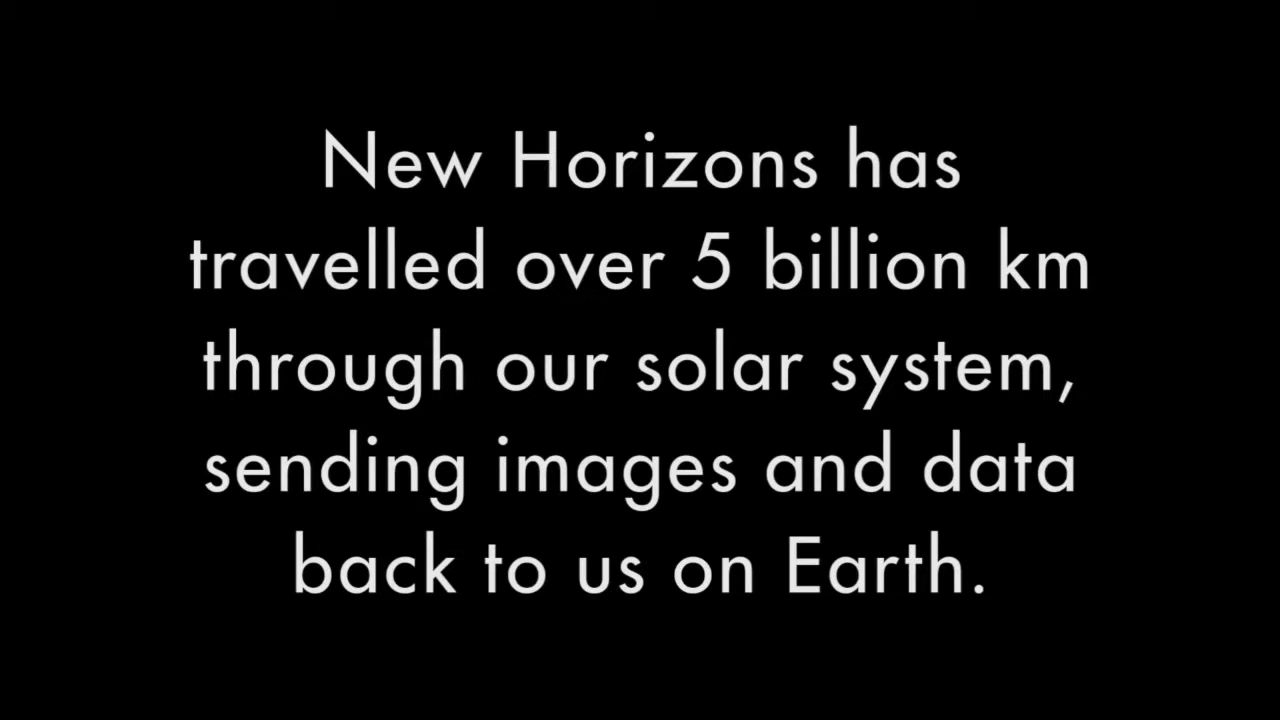 New Horizons has
travelled over 5 billion km
through our solar system,
sending images and data
back to us on Earth.